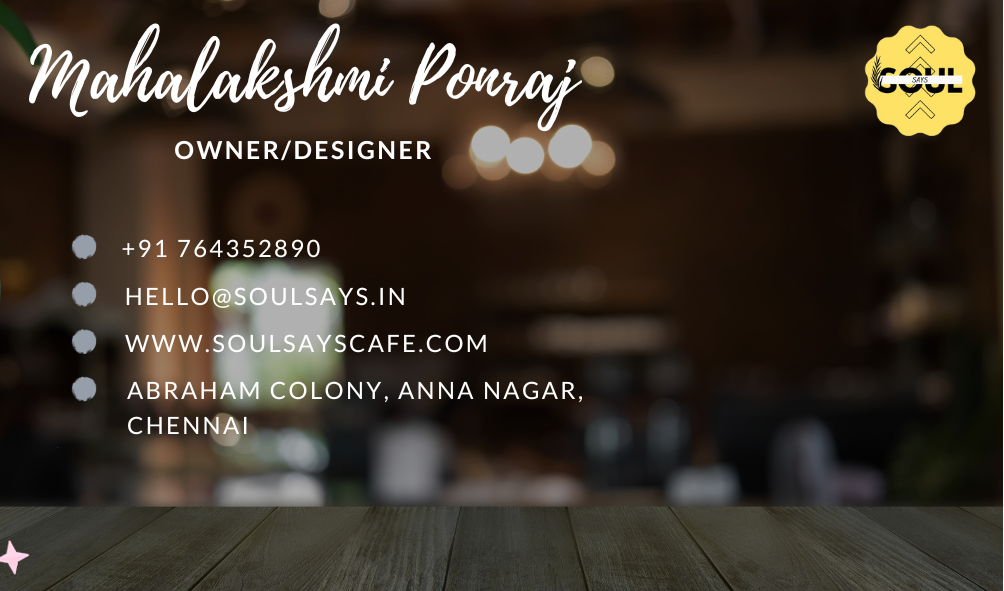 Mahalakshmi Ponraj
OWNER/DESIGNER
SOUL
SAYS
+91 764352890
HELLO@SOULSAYS.IN
WWW.SOULSAYSCAFE.COM
ABRAHAM COLONY, ANNA NAGAR,
CHENNAI